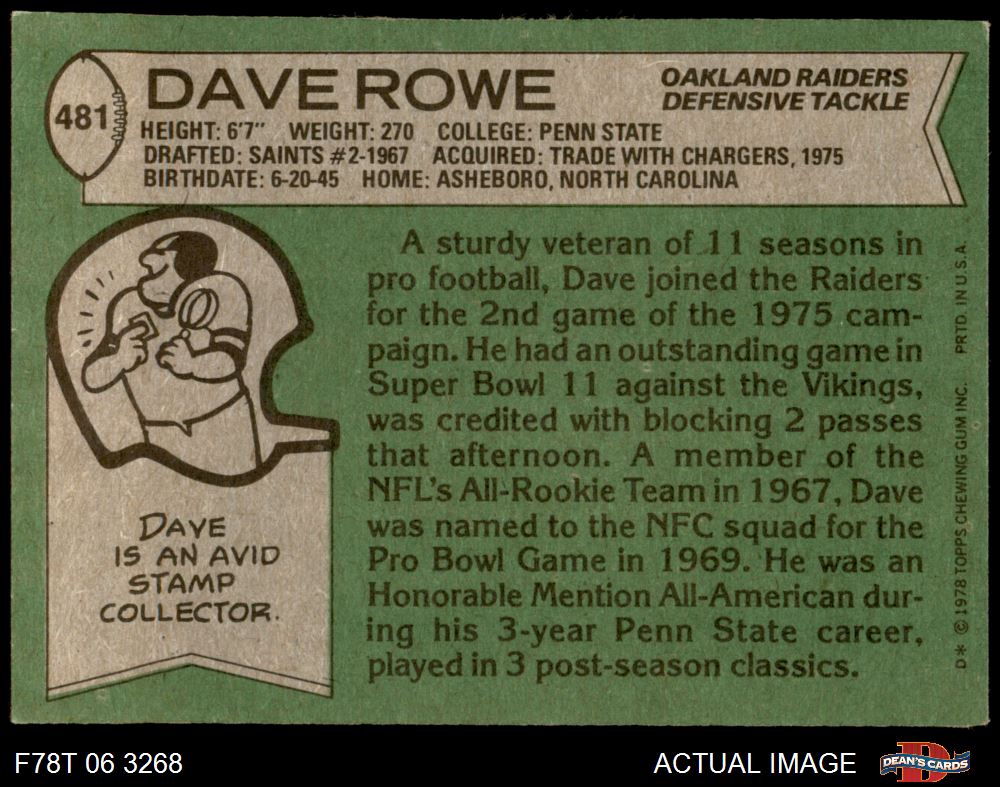 481
DAVE ROWE
OAKLAND RAIDERS
DEFENSIVE TACKLE
HEIGHT: 6'7" WEIGHT: 270 COLLEGE: PENN STATE
DRAFTED: SAINTS #2-1967 ACQUIRED: TRADE WITH CHARGERS, 1975
BIRTHDATE: 6-20-45 HOME: ASHEBORO, NORTH CAROLINA
A sturdy veteran of 11 seasons in
pro football, Dave joined the Raiders
for the 2nd game of the 1975 cam-
paign. He had an outstanding game in
Super Bowl 11 against the Vikings,
was credited with blocking 2 passes
that afternoon. A member of the
NFL's All-Rookie Team in 1967, Dave
was named to the NFC squad for the
Pro Bowl Game in 1969. He was an
Honorable Mention All-American dur-
ing his 3-year Penn State career,
played in 3 post-season classics.
DAVE
IS AN AVID
STAMP
COLLECTOR.
D* © 1978 TOPPS CHEWING GUM INC. PRTD. IN U.S.A.
F78T 06 3268
ACTUAL IMAGE
DEAN'S CARDS